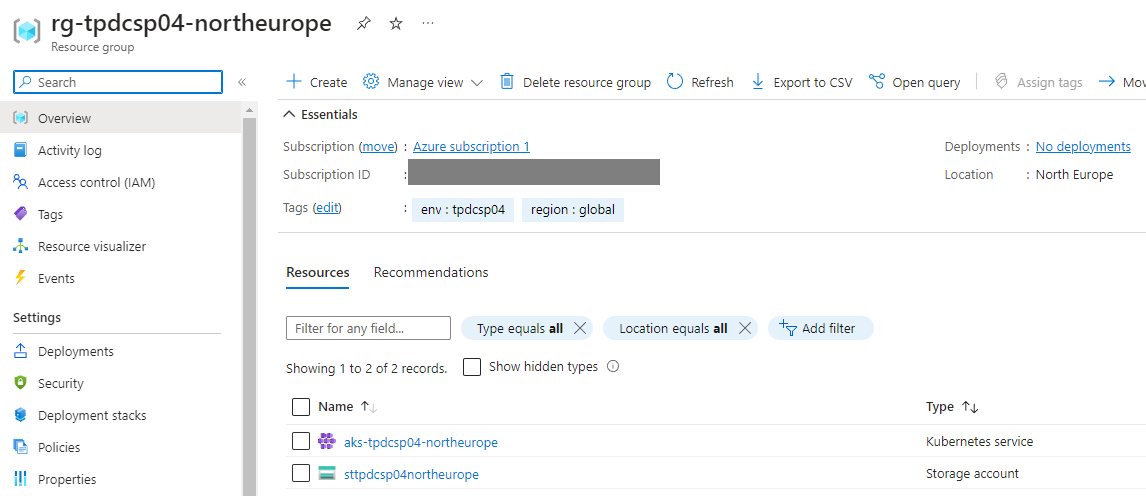 rg-tpdcsp04-northeurope
Resource group
Search
Overview
Activity log
Access control (IAM)
Tags
Resource visualizer
Events
Settings
Deployments
Security
Deployment stacks
Policies
Properties
Create Manage view Delete resource group Refresh Export to CSV Open query Assign tags Mov
Essentials
Subscription (move) : Azure subscription 1
Subscription ID :
Tags (edit) : env : tpdcsp04 region : global
Deployments : No deployments
Location : North Europe
Resources Recommendations
Filter for any field... Type equals all Location equals all Add filter
Showing 1 to 2 of 2 records. Show hidden types
Name Type
aks-tpdcsp04-northeurope Kubernetes service
sttpdcsp04northeurope Storage account